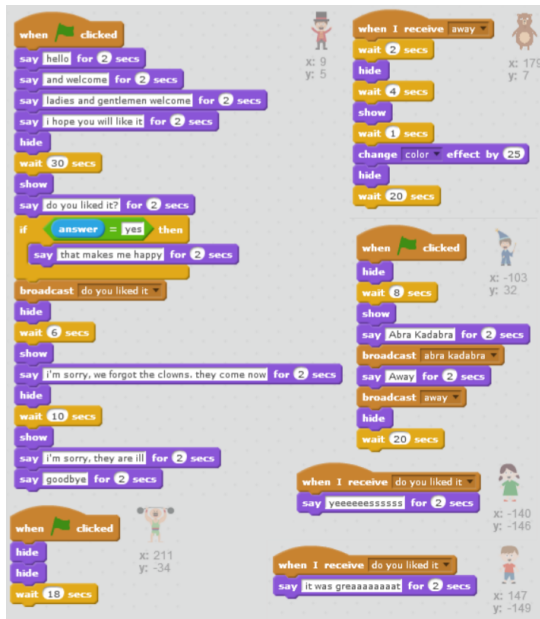 when clicked
say hello for 2 secs
say and welcome for 2 secs
say ladies and gentlemen welcome for 2 secs
say i hope you will like it for 2 secs
hide
wait 30 secs
show
say do you liked it? for 2 secs
if answer = yes then
say that makes me happy for 2 secs
broadcast do you liked it
hide
wait 6 secs
show
say i'm sorry, we forgot the clowns. they come now for 2 secs
hide
wait 10 secs
show
say i'm sorry, they are ill for 2 secs
say goodbye for 2 secs
x: 9
y: 5
when clicked
hide
hide
wait 18 secs
x: 211
y: -34
when I receive away
wait 2 secs
hide
wait 4 secs
show
wait 1 secs
change color effect by 25
hide
wait 20 secs
x: 179
y: 7
when clicked
hide
wait 8 secs
show
say Abra Kadabra for 2 secs
broadcast abra kadabra
say Away for 2 secs
broadcast away
hide
wait 20 secs
x: -103
y: 32
when I receive do you liked it
say yeeeeesssss for 2 secs
x: -140
y: -146
when I receive do you liked it
say it was greaaaaaaaat for 2 secs
x: 147
y: -149